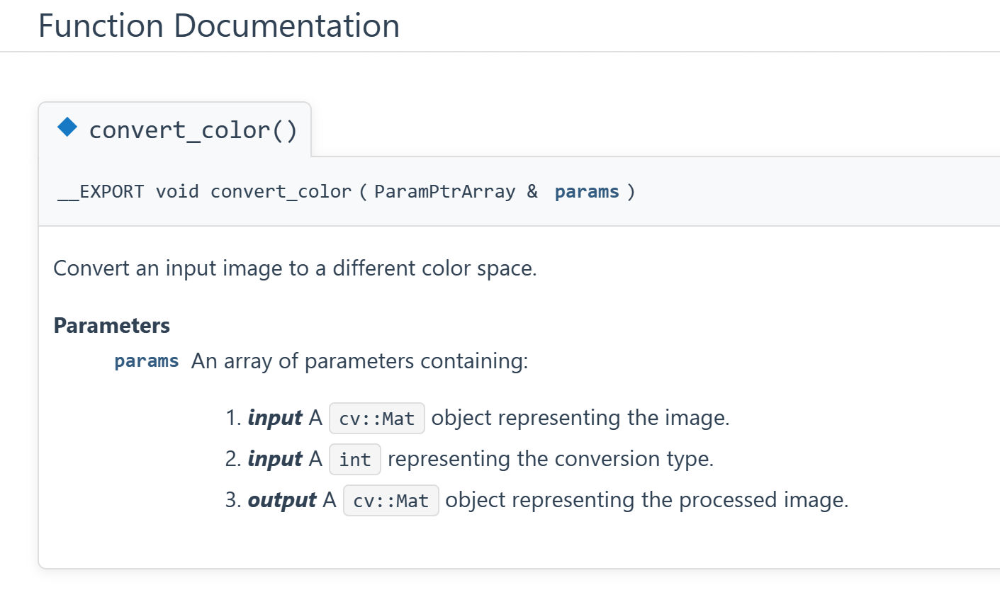 Function Documentation
◆ convert_color()
__EXPORT void convert_color ( ParamPtrArray & params )
Convert an input image to a different color space.
Parameters
params An array of parameters containing:
1. input A cv::Mat object representing the image.
2. input A int representing the conversion type.
3. output A cv::Mat object representing the processed image.